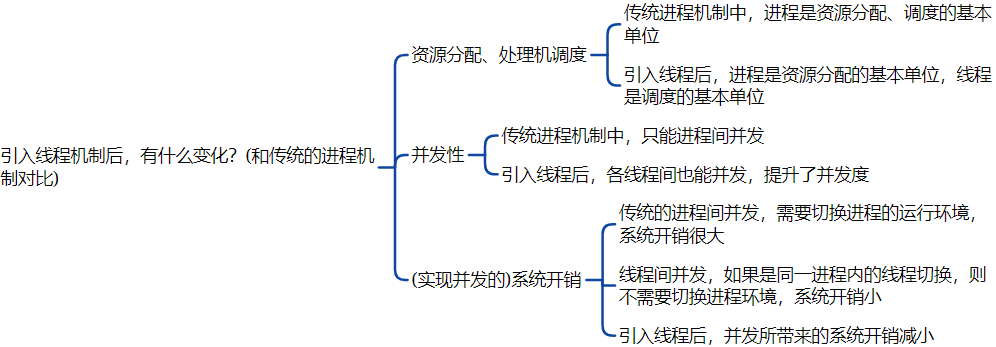 引入线程机制后，有什么变化？(和传统的进程机
制对比)
资源分配、处理机调度
传统进程机制中，进程是资源分配、调度的基本
单位
引入线程后，进程是资源分配的基本单位，线程
是调度的基本单位
并发性
传统进程机制中，只能进程间并发
引入线程后，各线程间也能并发，提升了并发度
(实现并发的)系统开销
传统的进程间并发，需要切换进程的运行环境，
系统开销很大
线程间并发，如果是同一进程内的线程切换，则
不需要切换进程环境，系统开销小
引入线程后，并发所带来的系统开销减小